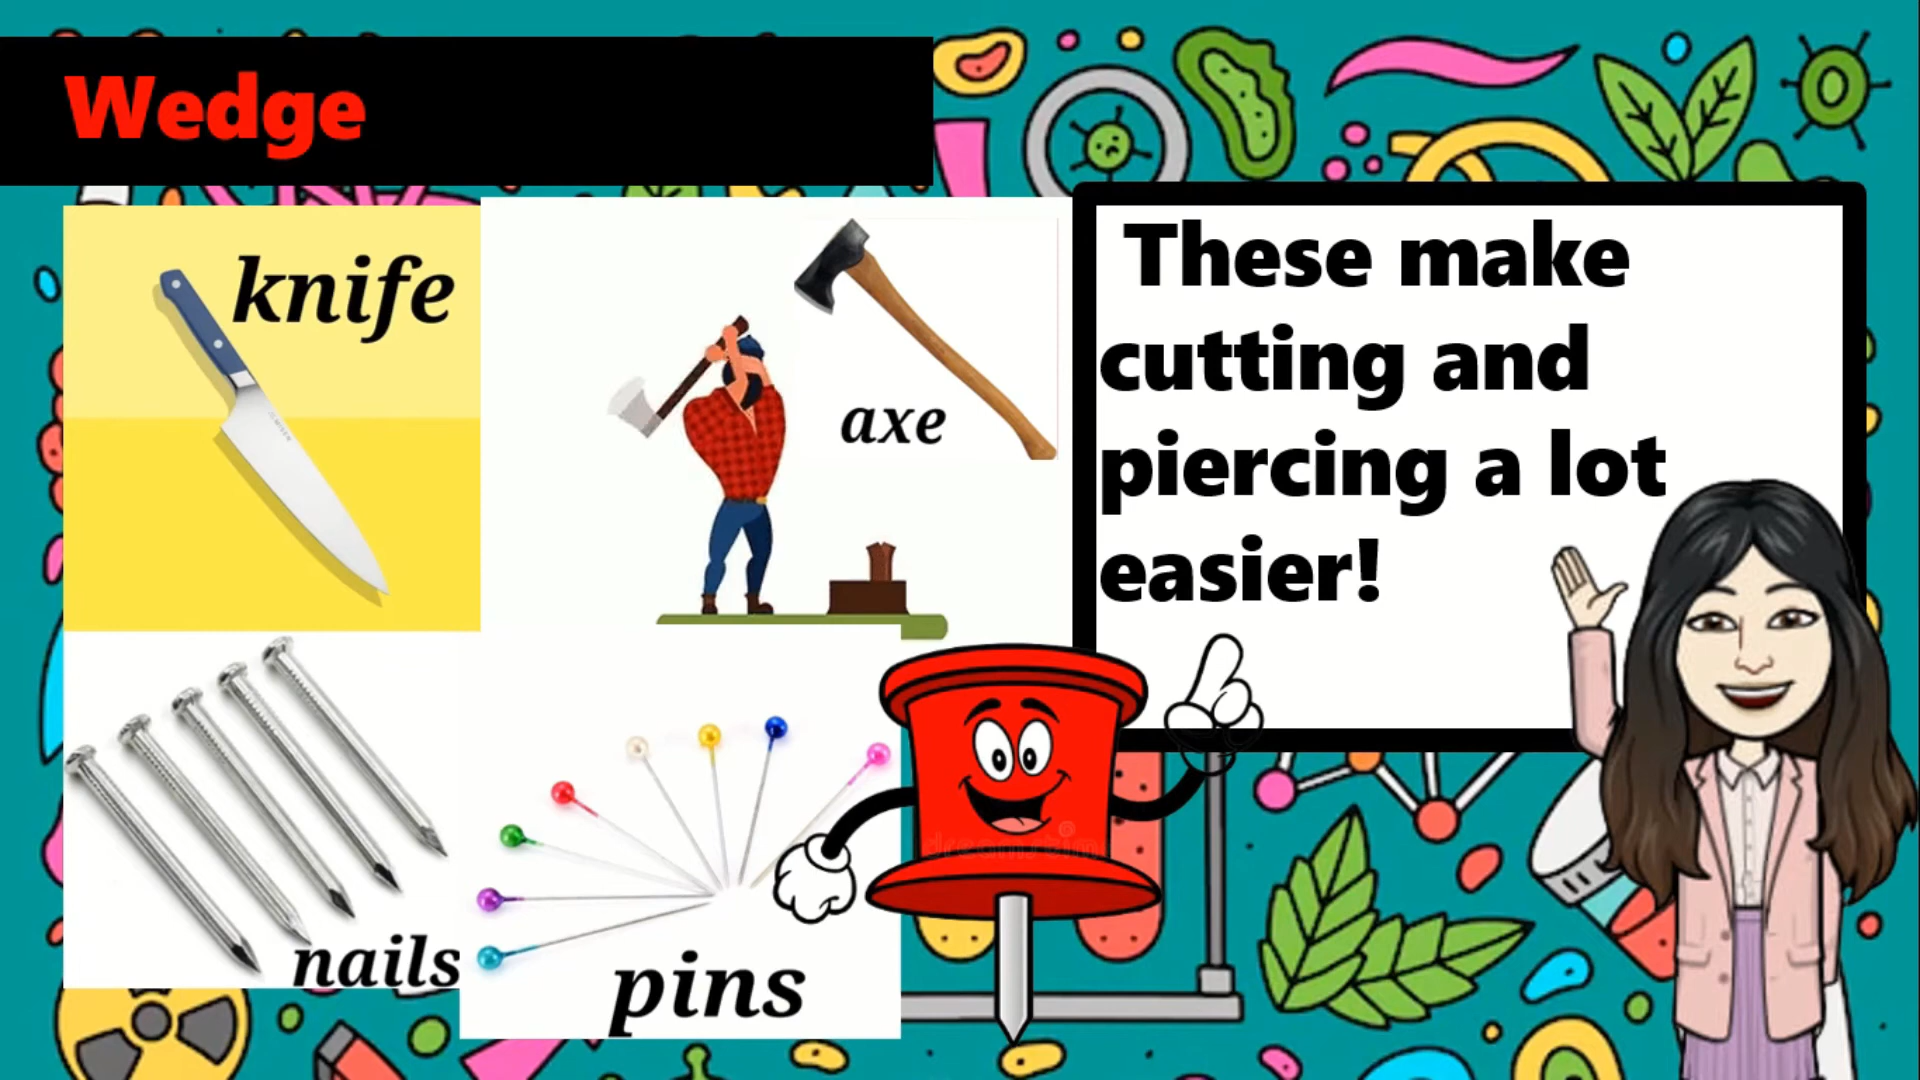 Wedge
knife
axe
These make
cutting and
piercing a lot
easier!
nails
pins